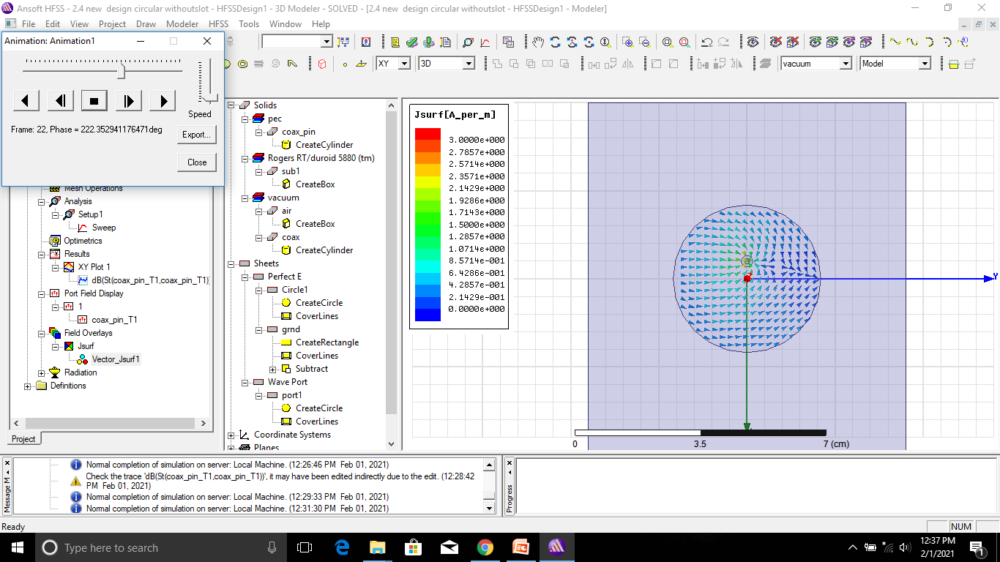 Ansoft HFSS - 2.4 new  design circular withoutslot - HFSSDesign1 - 3D Modeler - SOLVED - [2.4 new  design circular withoutslot - HFSSDesign1 - Modeler]
File Edit View Project Draw Modeler HFSS Tools Window Help
Animation: Animation1
XY 3D vacuum Model
Speed
Frame: 22, Phase = 222.352941176471deg
Export...
Close
Mesh Operations
Analysis
Setup1
Sweep
Optimetrics
Results
XY Plot 1
dB(St(coax_pin_T1,coax_pin_T1))
Port Field Display
1
coax_pin_T1
Field Overlays
Jsurf
Vector_Jsurf1
Radiation
Definitions
Project
Solids
pec
coax_pin
CreateCylinder
Rogers RT/duroid 5880 (tm)
sub1
CreateBox
vacuum
air
CreateBox
coax
CreateCylinder
Sheets
Perfect E
Circle1
CreateCircle
CoverLines
grnd
CreateRectangle
CoverLines
Subtract
Wave Port
port1
CreateCircle
CoverLines
Coordinate Systems
Planes
Jsurf[A_per_m]
3.0000e+000
2.7857e+000
2.5714e+000
2.3571e+000
2.1429e+000
1.9286e+000
1.7143e+000
1.5000e+000
1.2857e+000
1.0714e+000
8.5714e-001
6.4286e-001
4.2857e-001
2.1429e-001
0.0000e+000
Y
0 3.5 7 (cm)
Message M
Normal completion of simulation on server: Local Machine. (12:26:46 PM  Feb 01, 2021)
Check the trace 'dB(St(coax_pin_T1,coax_pin_T1))', it may have been edited indirectly due to the edit. (12:28:42
PM  Feb 01, 2021)
Normal completion of simulation on server: Local Machine. (12:29:33 PM  Feb 01, 2021)
Normal completion of simulation on server: Local Machine. (12:31:30 PM  Feb 01, 2021)
Progress
Ready
NUM
Type here to search
12:37 PM
2/1/2021
1